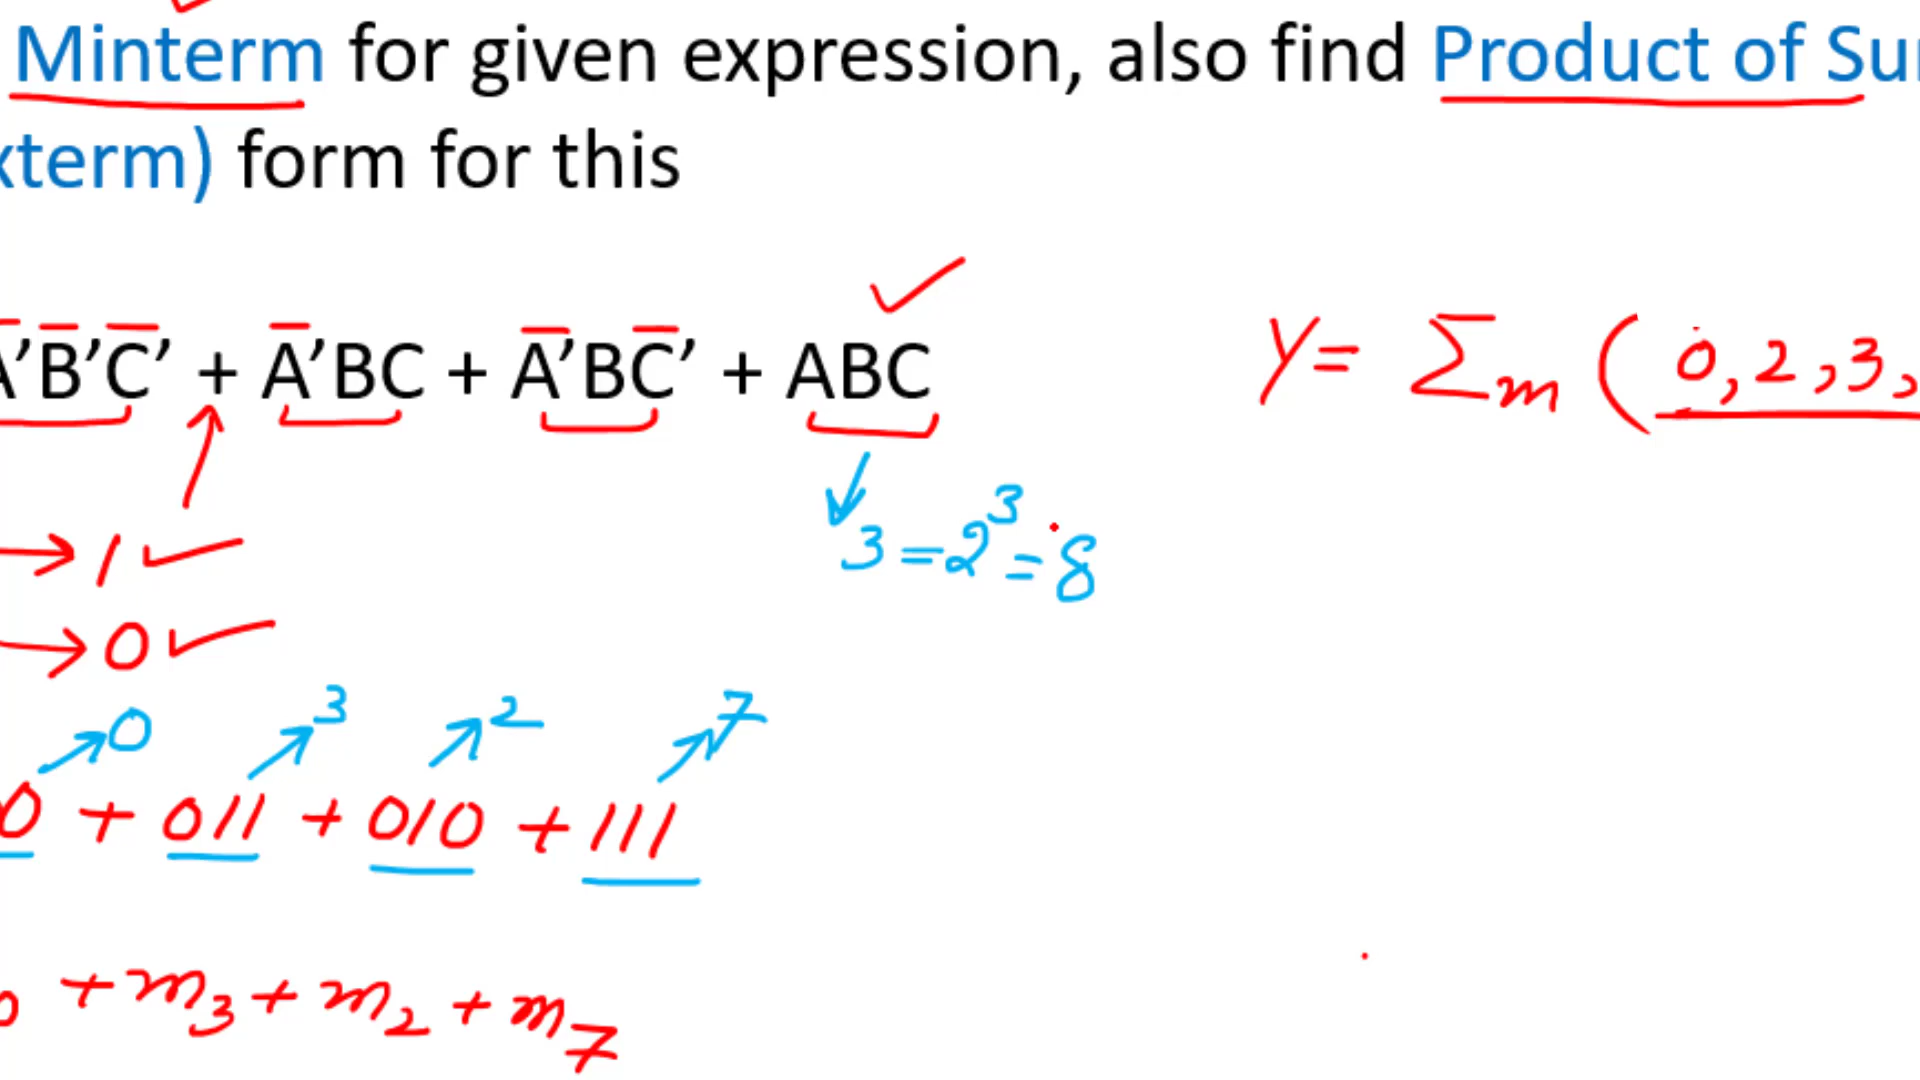 Minterm for given expression, also find Product of Su
xterm) form for this
A'B'C' + A'BC + A'BC' + ABC
Y = Σm (0, 2, 3,
3 = 2³ = 8
→ 1
→ 0
0 3 2 7
0 + 011 + 010 + 111
0 + m3 + m2 + m7